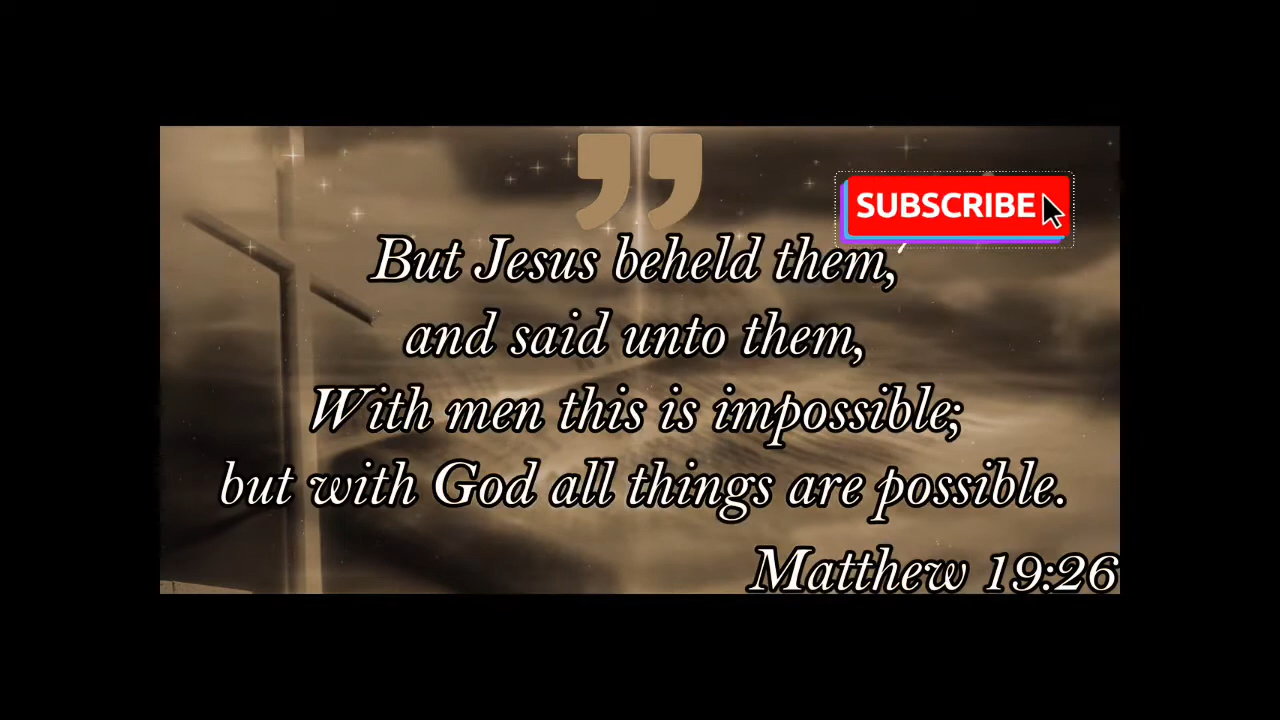 ”
SUBSCRIBE
But Jesus beheld them,
and said unto them,
With men this is impossible;
but with God all things are possible.
Matthew 19:26